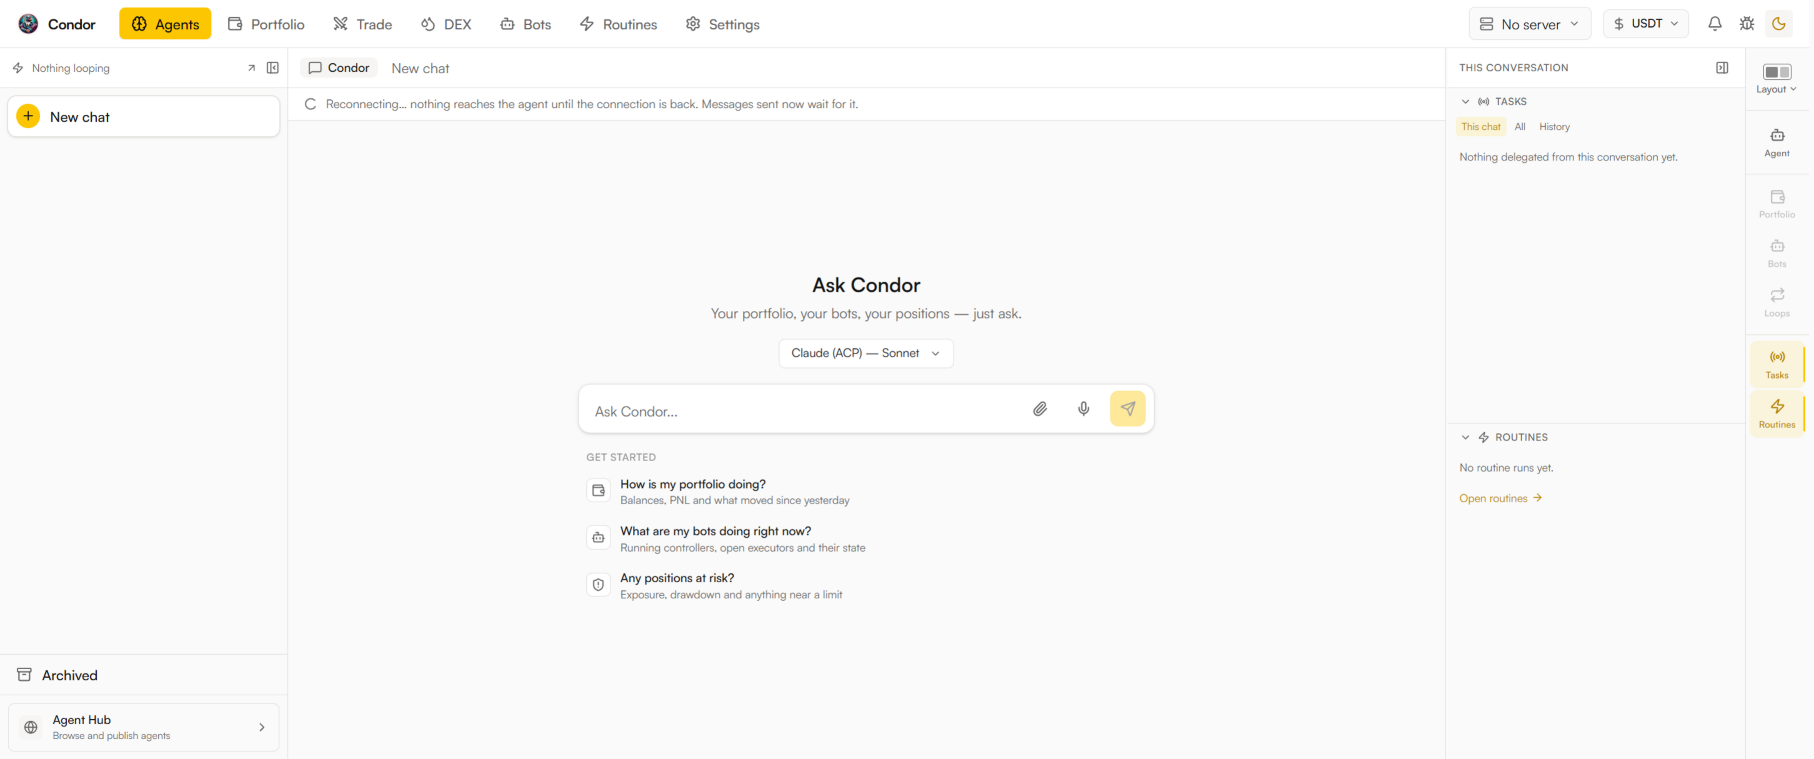 Condor
Agents
Portfolio
Trade
DEX
Bots
Routines
Settings
No server
$ USDT
Nothing looping
New chat
Archived
Agent Hub
Browse and publish agents
Condor
New chat
Reconnecting... nothing reaches the agent until the connection is back. Messages sent now wait for it.
Ask Condor
Your portfolio, your bots, your positions — just ask.
Claude (ACP) — Sonnet
Ask Condor...
GET STARTED
How is my portfolio doing?
Balances, PNL and what moved since yesterday
What are my bots doing right now?
Running controllers, open executors and their state
Any positions at risk?
Exposure, drawdown and anything near a limit
THIS CONVERSATION
TASKS
This chat All History
Nothing delegated from this conversation yet.
ROUTINES
No routine runs yet.
Open routines →
Layout
Agent
Portfolio
Bots
Loops
Tasks
Routines